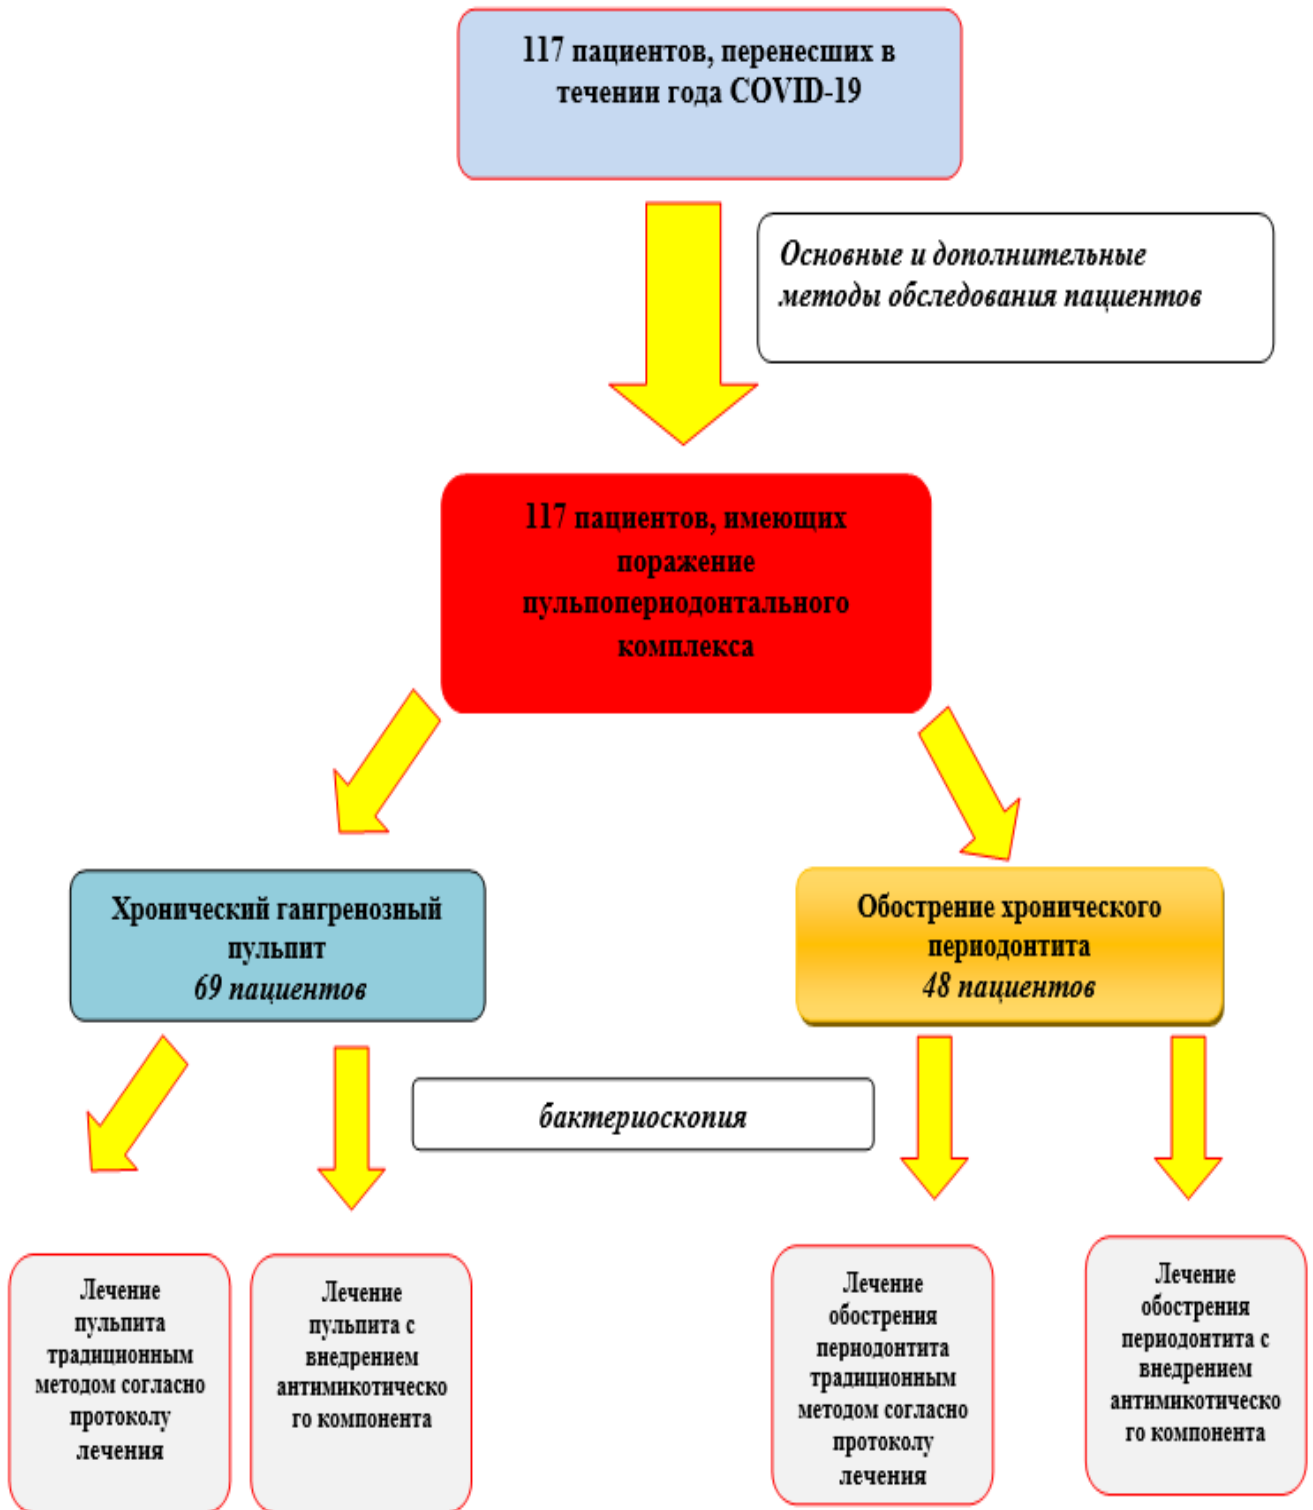 117 пациентов, перенесших в
течении года COVID-19
Основные и дополнительные
методы обследования пациентов
117 пациентов, имеющих
поражение
пульпопериодонтального
комплекса
Хронический гангренозный
пульпит
69 пациентов
Обострение хронического
периодонтита
48 пациентов
бактериоскопия
Лечение
пульпита
традиционным
методом согласно
протоколу
лечения
Лечение
пульпита с
внедрением
антимикотическо
го компонента
Лечение
обострения
периодонтита
традиционным
методом согласно
протоколу
лечения
Лечение
обострения
периодонтита с
внедрением
антимикотическо
го компонента